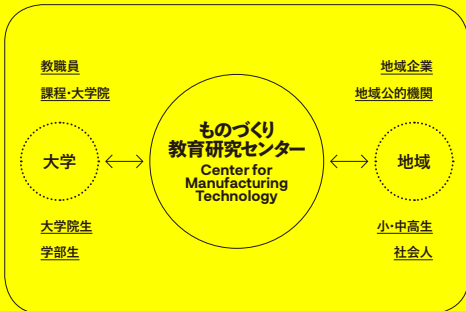 教職員
課程・大学院
大学
大学院生
学部生
ものづくり
教育研究センター
Center for
Manufacturing
Technology
地域企業
地域公的機関
地域
小・中高生
社会人